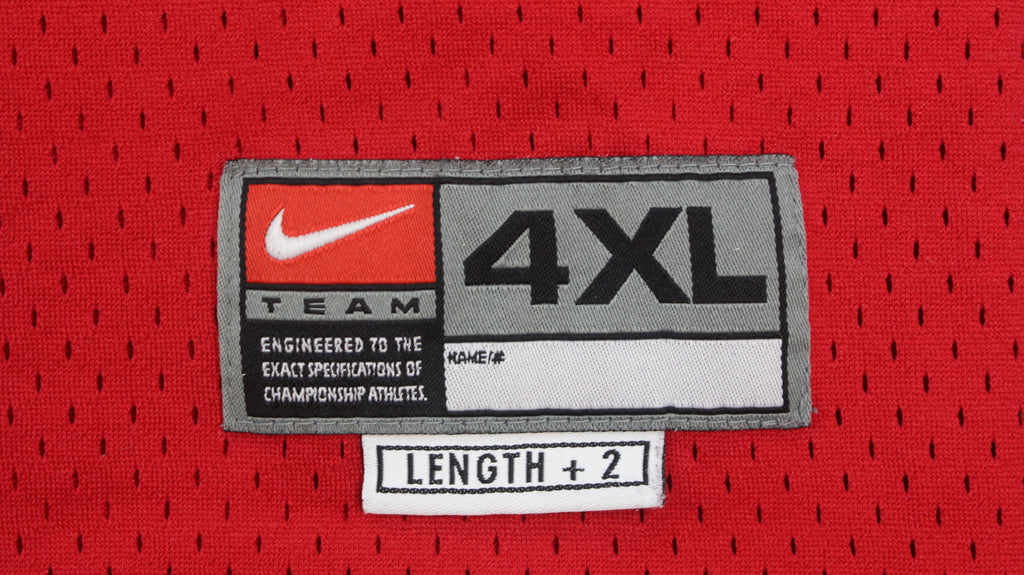 4XL
TEAM
ENGINEERED TO THE
EXACT SPECIFICATIONS OF
CHAMPIONSHIP ATHLETES.
NAME/#
LENGTH + 2